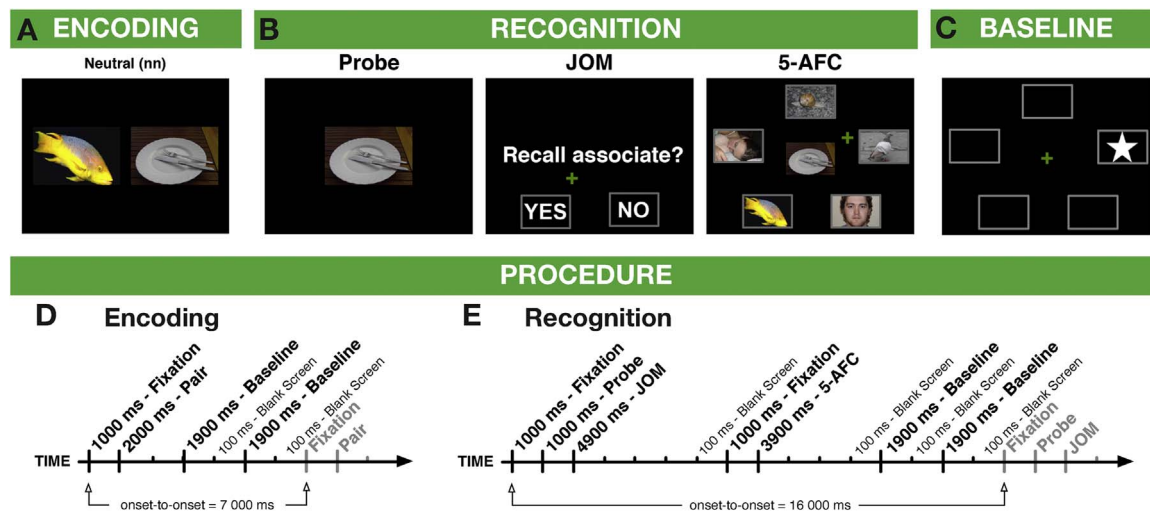 A ENCODING
Neutral (nn)
B RECOGNITION
Probe
JOM
5-AFC
Recall associate?
YES
NO
C BASELINE
PROCEDURE
D Encoding
1000 ms - Fixation
2000 ms - Pair
1900 ms - Baseline
100 ms - Blank Screen
1900 ms - Baseline
100 ms - Blank Screen
Fixation
Pair
TIME
onset-to-onset = 7 000 ms
E Recognition
1000 ms - Fixation
1000 ms - Probe
4900 ms - JOM
100 ms - Blank Screen
1000 ms - Fixation
3900 ms - 5-AFC
100 ms - Blank Screen
1900 ms - Baseline
100 ms - Blank Screen
1900 ms - Baseline
100 ms - Blank Screen
Fixation
Probe
JOM
TIME
onset-to-onset = 16 000 ms